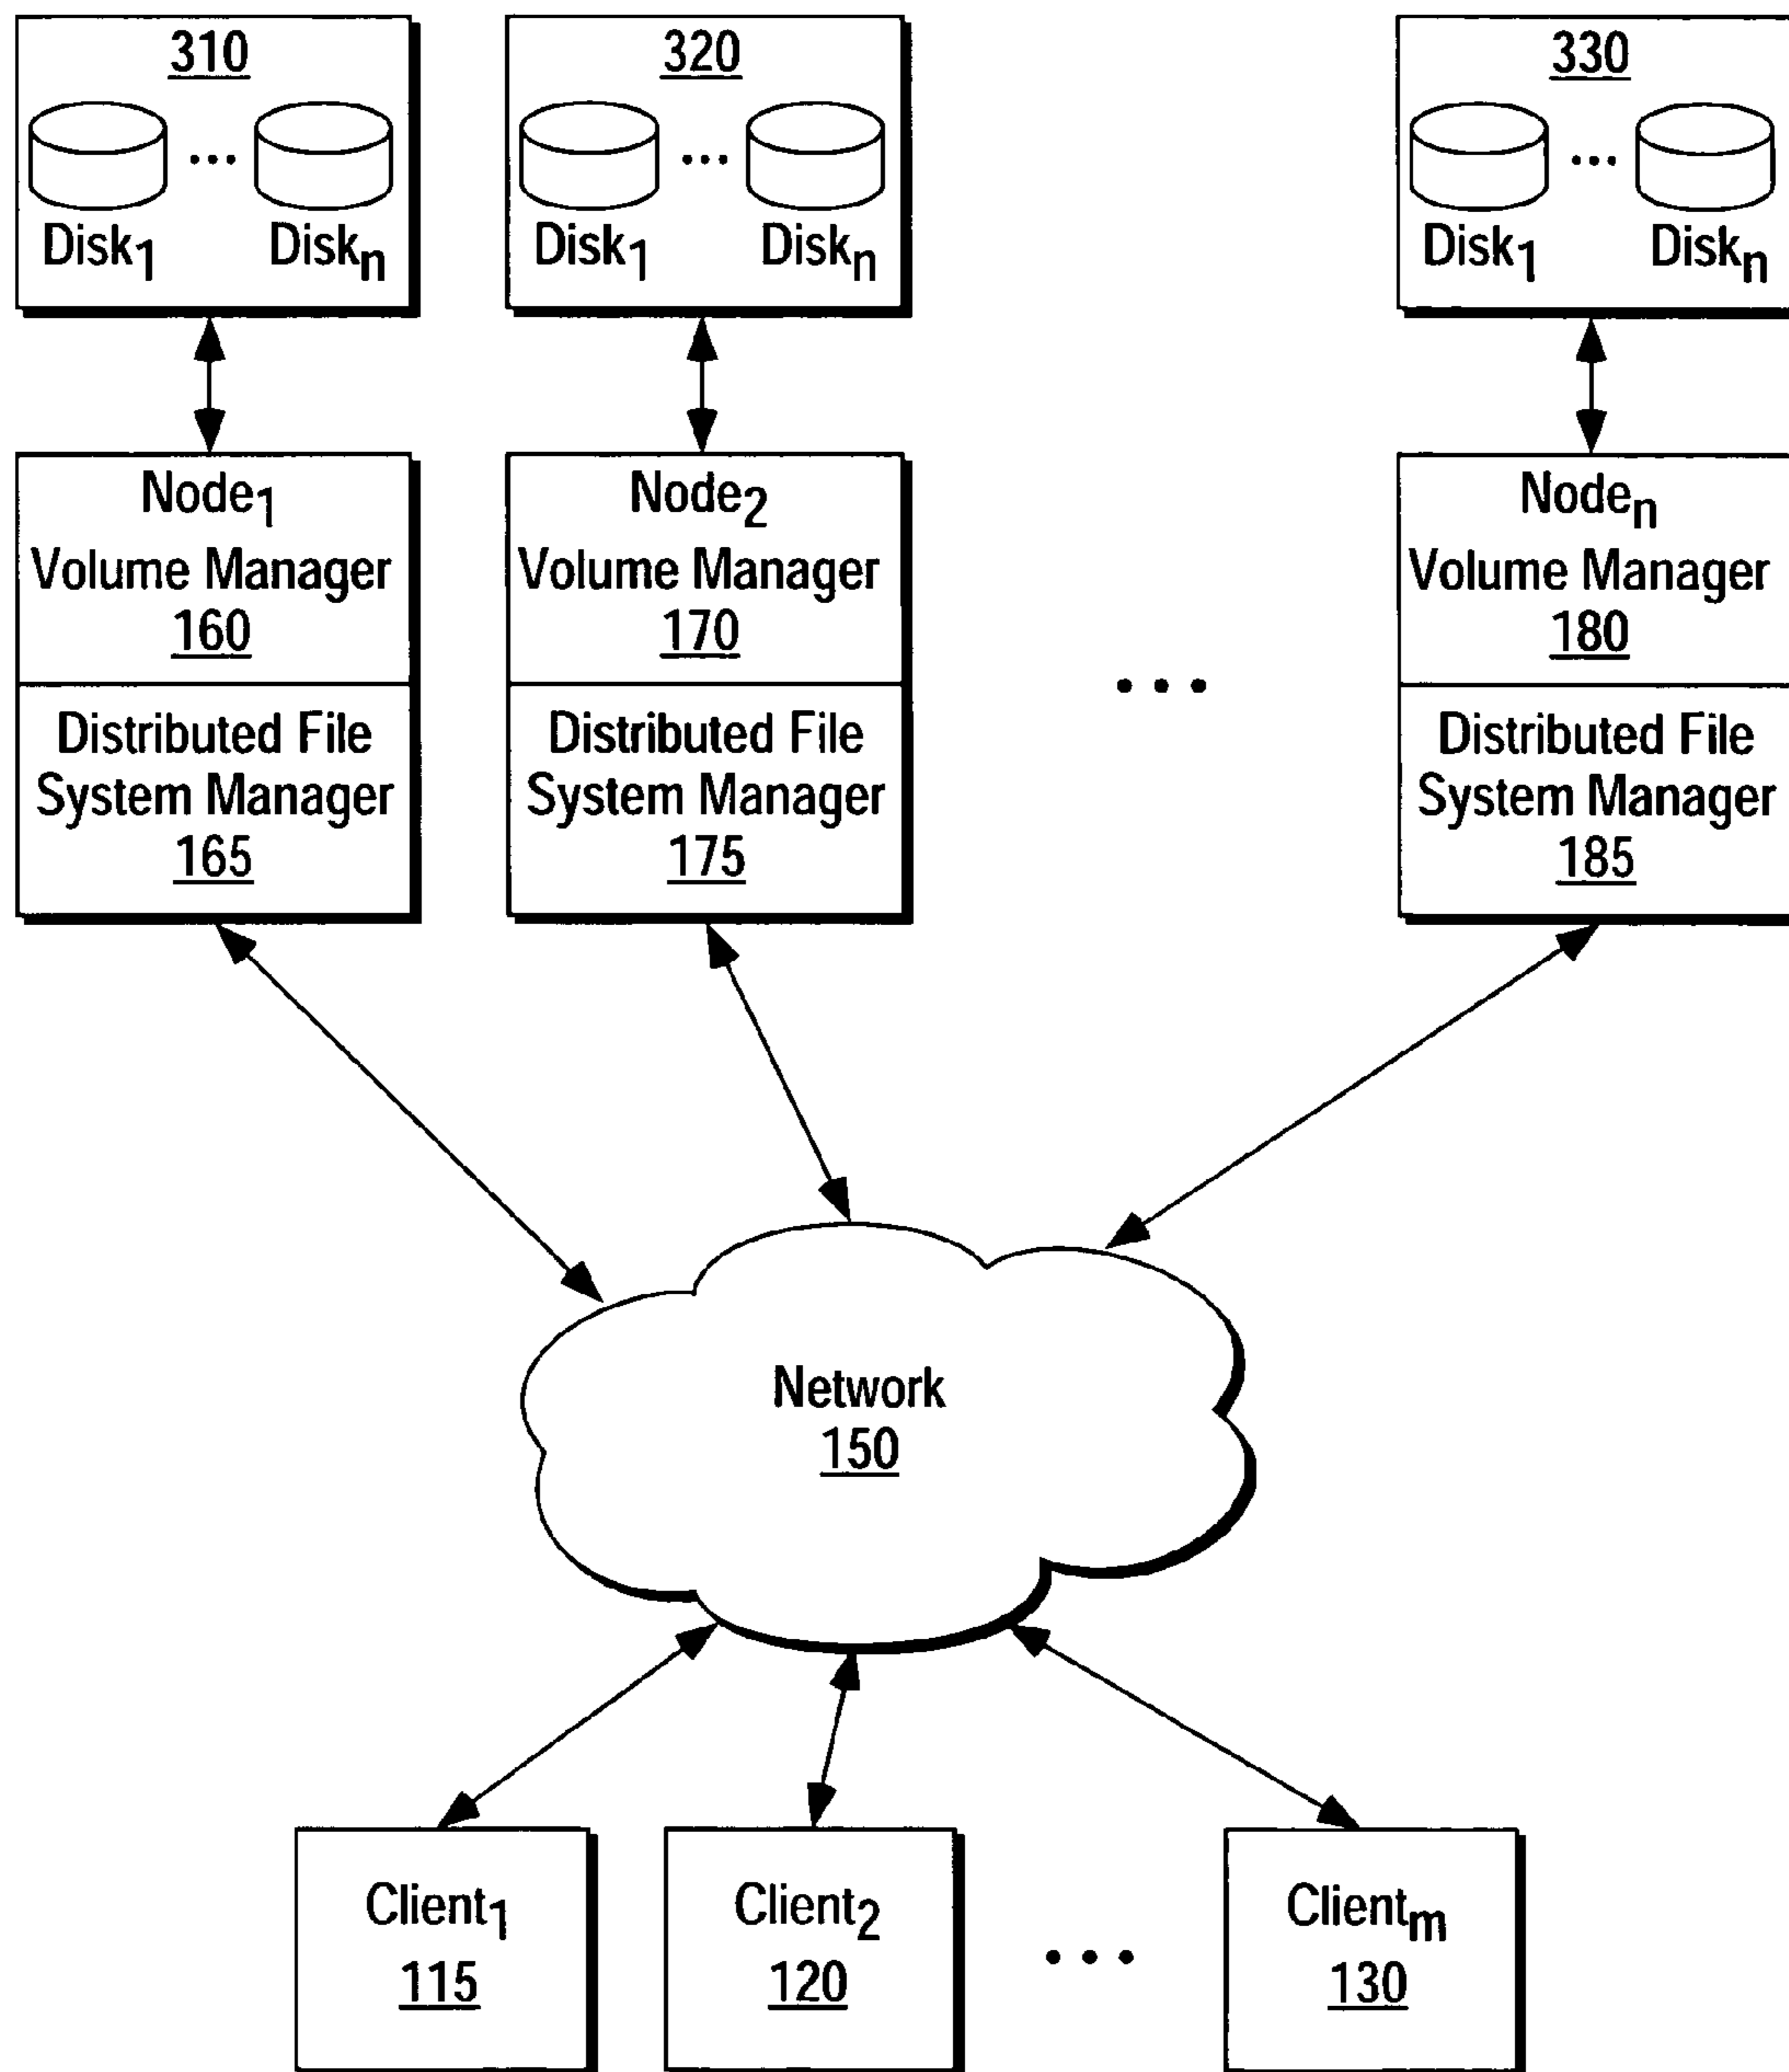 310
320
330
Disk1
...
Diskn
Disk1
...
Diskn
Disk1
...
Diskn
Node1
Volume Manager
160
Distributed File
System Manager
165
Node2
Volume Manager
170
Distributed File
System Manager
175
...
Noden
Volume Manager
180
Distributed File
System Manager
185
Network
150
Client1
115
Client2
120
...
Clientm
130